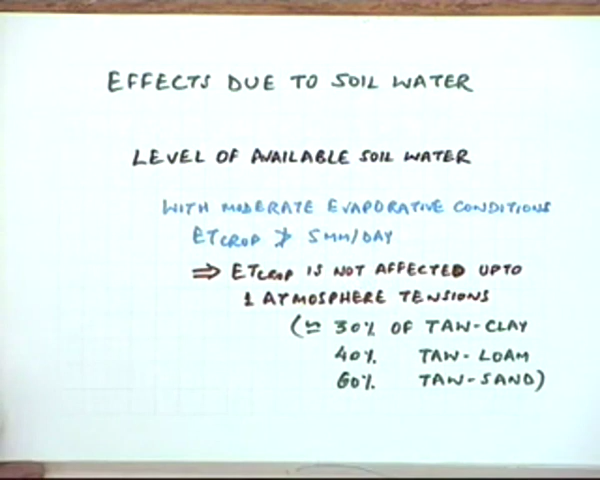 EFFECTS DUE TO SOIL WATER
LEVEL OF AVAILABLE SOIL WATER
WITH MODERATE EVAPORATIVE CONDITIONS
ETCROP ≯ 5MM/DAY
⇒ ETCROP IS NOT AFFECTED UPTO
1 ATMOSPHERE TENSIONS
(≃ 30% OF TAW-CLAY
40% TAW-LOAM
60% TAW-SAND)